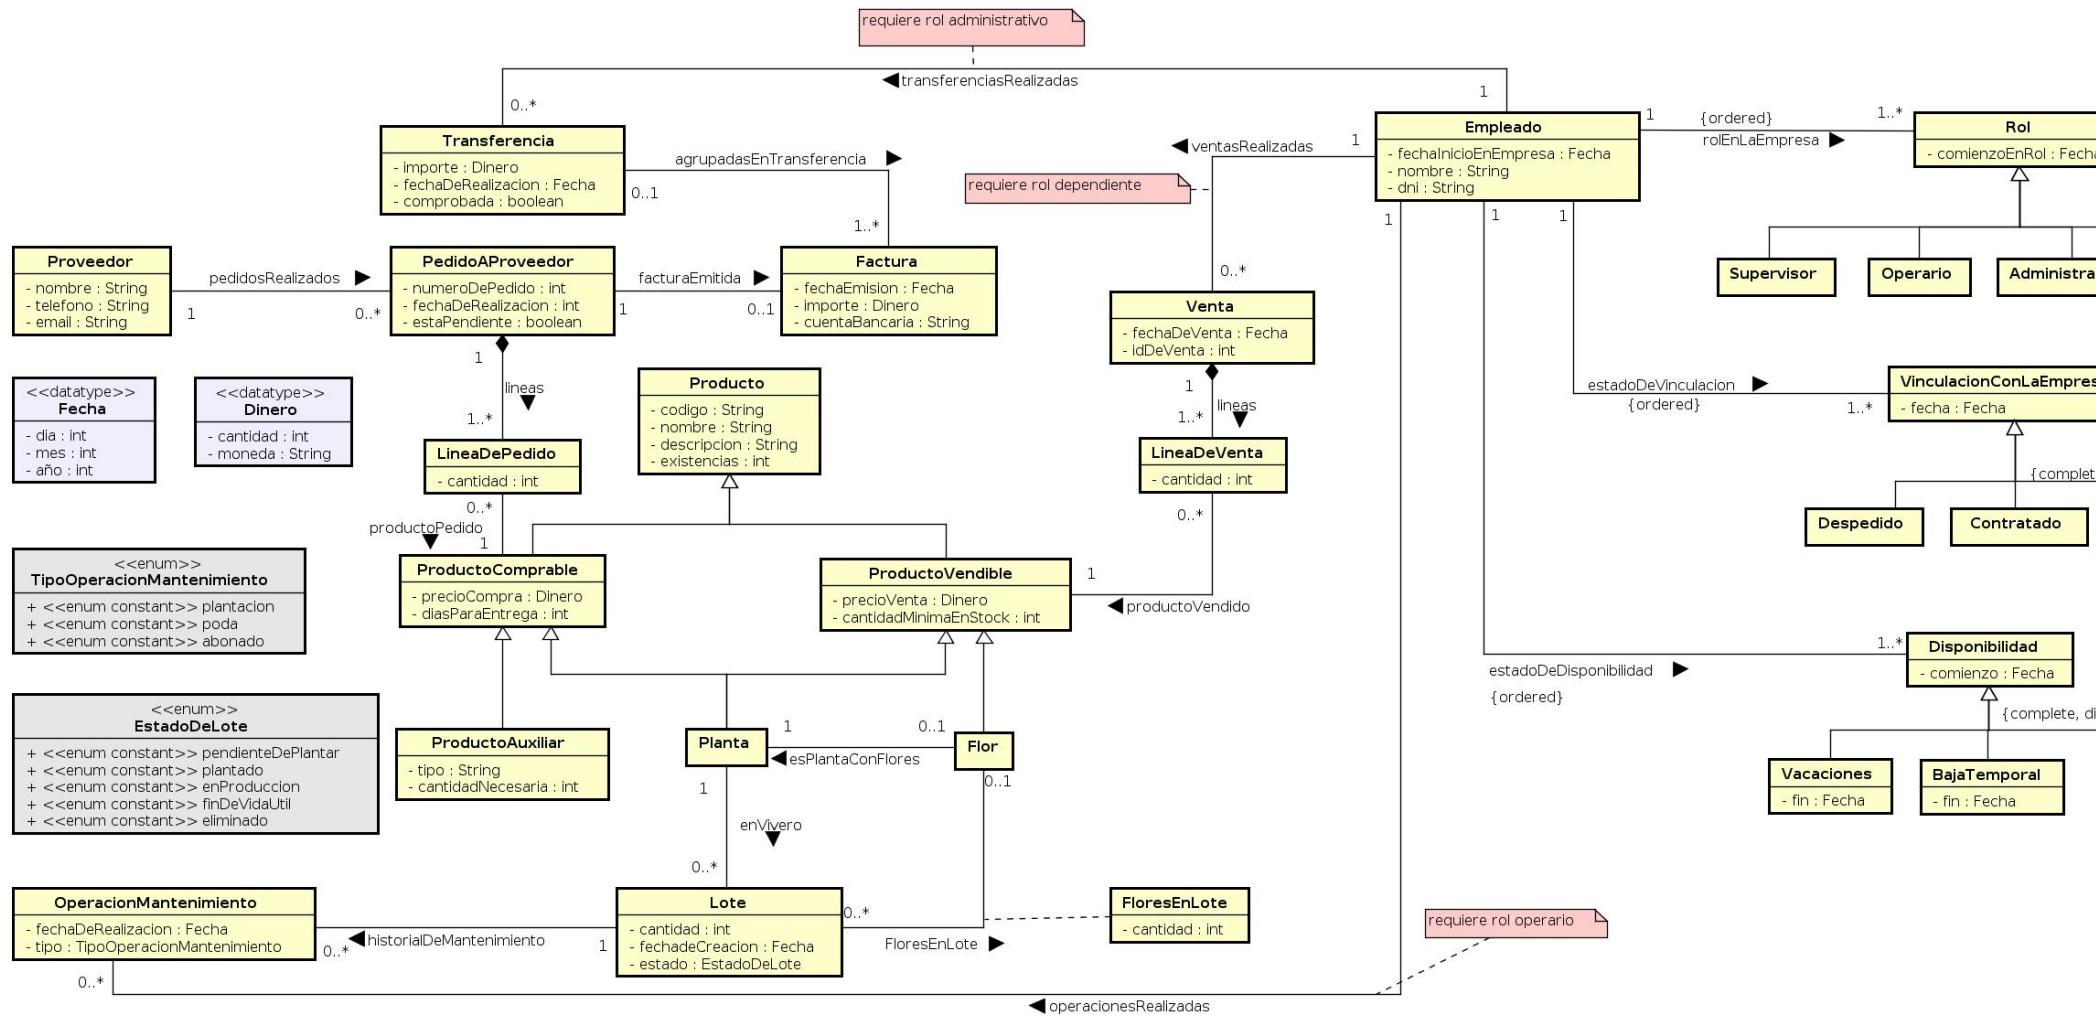 requiere rol administrativo
transferenciasRealizadas
0..*
1
Transferencia
- importe : Dinero
- fechaDeRealizacion : Fecha
- comprobada : boolean
agrupadasEnTransferencia
0..1
1..*
ventasRealizadas
1
requiere rol dependiente
Empleado
- fechaInicioEnEmpresa : Fecha
- nombre : String
- dni : String
1
{ordered}
1..*
rolEnLaEmpresa
Rol
- comienzoEnRol : Fecha
1
1
1
Proveedor
- nombre : String
- telefono : String
- email : String
pedidosRealizados
1
0..*
PedidoAProveedor
- numeroDePedido : int
- fechaDeRealizacion : int
- estaPendiente : boolean
facturaEmitida
1
0..1
Factura
- fechaEmision : Fecha
- importe : Dinero
- cuentaBancaria : String
0..*
Venta
- fechaDeVenta : Fecha
- idDeVenta : int
Supervisor
Operario
Administra
<<datatype>>
Fecha
- dia : int
- mes : int
- año : int
<<datatype>>
Dinero
- cantidad : int
- moneda : String
1
lineas
1..*
Producto
- codigo : String
- nombre : String
- descripcion : String
- existencias : int
1
lineas
1..*
estadoDeVinculacion
{ordered}
1..*
VinculacionConLaEmpres
- fecha : Fecha
{complet
LineaDePedido
- cantidad : int
0..*
productoPedido
1
LineaDeVenta
- cantidad : int
0..*
Despedido
Contratado
<<enum>>
TipoOperacionMantenimiento
+ <<enum constant>> plantacion
+ <<enum constant>> poda
+ <<enum constant>> abonado
ProductoComprable
- precioCompra : Dinero
- diasParaEntrega : int
ProductoVendible
- precioVenta : Dinero
- cantidadMinimaEnStock : int
1
productoVendido
estadoDeDisponibilidad
{ordered}
1..*
Disponibilidad
- comienzo : Fecha
{complete, di
<<enum>>
EstadoDeLote
+ <<enum constant>> pendienteDePlantar
+ <<enum constant>> plantado
+ <<enum constant>> enProduccion
+ <<enum constant>> finDeVidaUtil
+ <<enum constant>> eliminado
ProductoAuxiliar
- tipo : String
- cantidadNecesaria : int
Planta
1
0..1
esPlantaConFlores
Flor
0..1
1
enVivero
0..*
Vacaciones
- fin : Fecha
BajaTemporal
- fin : Fecha
OperacionMantenimiento
- fechaDeRealizacion : Fecha
- tipo : TipoOperacionMantenimiento
0..*
historialDeMantenimiento
1
Lote
- cantidad : int
- fechadeCreacion : Fecha
- estado : EstadoDeLote
0..*
FloresEnLote
FloresEnLote
- cantidad : int
requiere rol operario
0..*
operacionesRealizadas